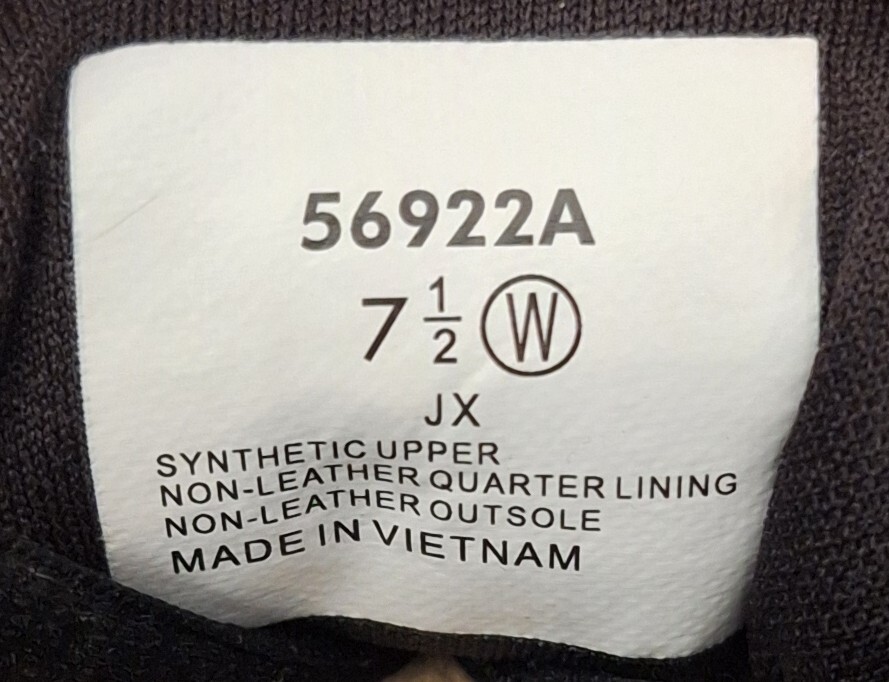 56922A
7 1/2 W
JX
SYNTHETIC UPPER
NON-LEATHER QUARTER LINING
NON-LEATHER OUTSOLE
MADE IN VIETNAM